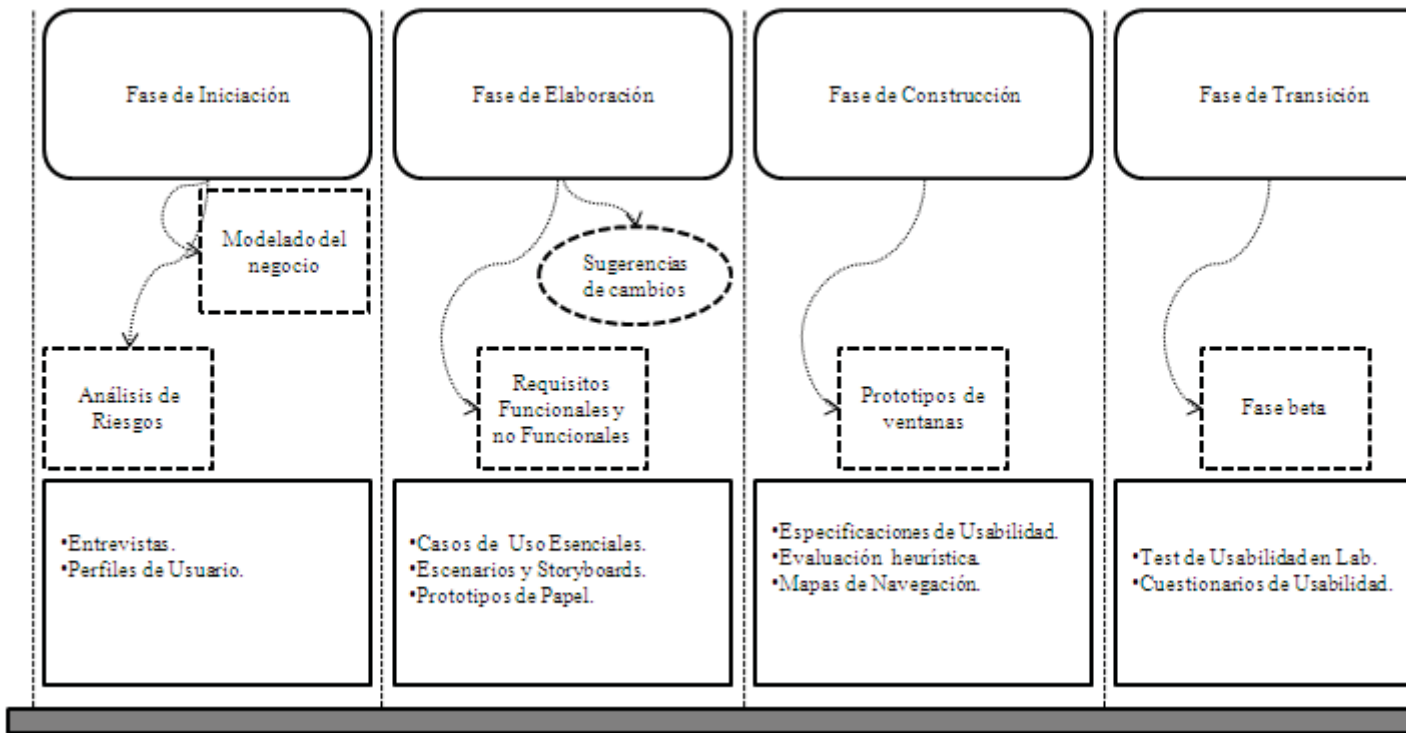 Fase de Iniciación
Fase de Elaboración
Fase de Construcción
Fase de Transición
Modelado del
negocio
Sugerencias
de cambios
Análisis de
Riesgos
Requisitos
Funcionales y
no Funcionales
Prototipos de
ventanas
Fase beta
•Entrevistas.
•Perfiles de Usuario.
•Casos de Uso Esenciales.
•Escenarios y Storyboards.
•Prototipos de Papel.
•Especificaciones de Usabilidad.
•Evaluación heurística.
•Mapas de Navegación.
•Test de Usabilidad en Lab.
•Cuestionarios de Usabilidad.